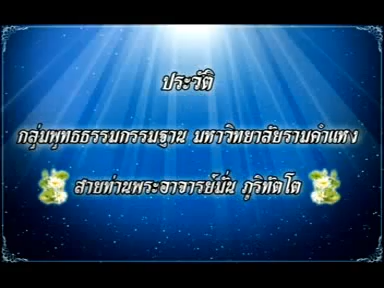 ประวัติ
กลุ่มพุทธธรรมกรรมฐาน มหาวิทยาลัยรามคำแหง
สายท่านพระอาจารย์มั่น ภูริทัตโต